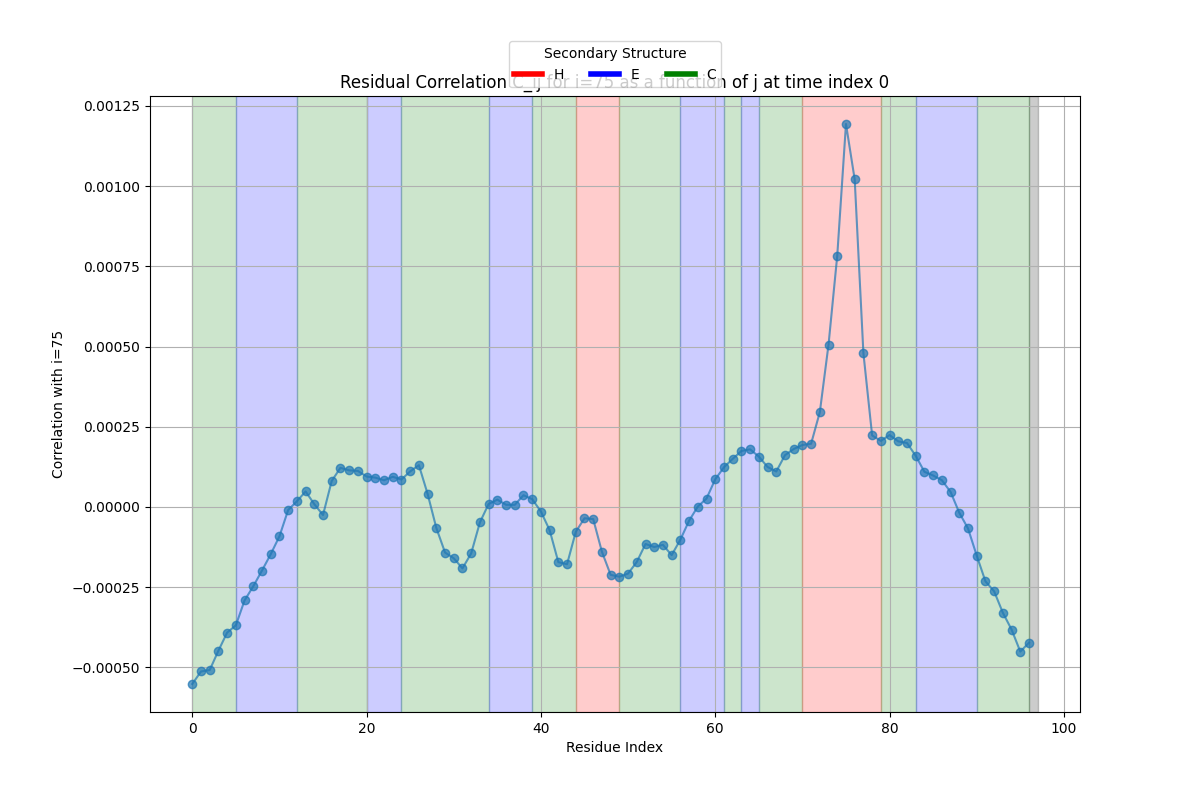 Secondary Structure
H E C
Residual Correlation C_ij for i=75 as a function of j at time index 0
0.00125
0.00100
0.00075
0.00050
0.00025
0.00000
−0.00025
−0.00050
Correlation with i=75
0 20 40 60 80 100
Residue Index